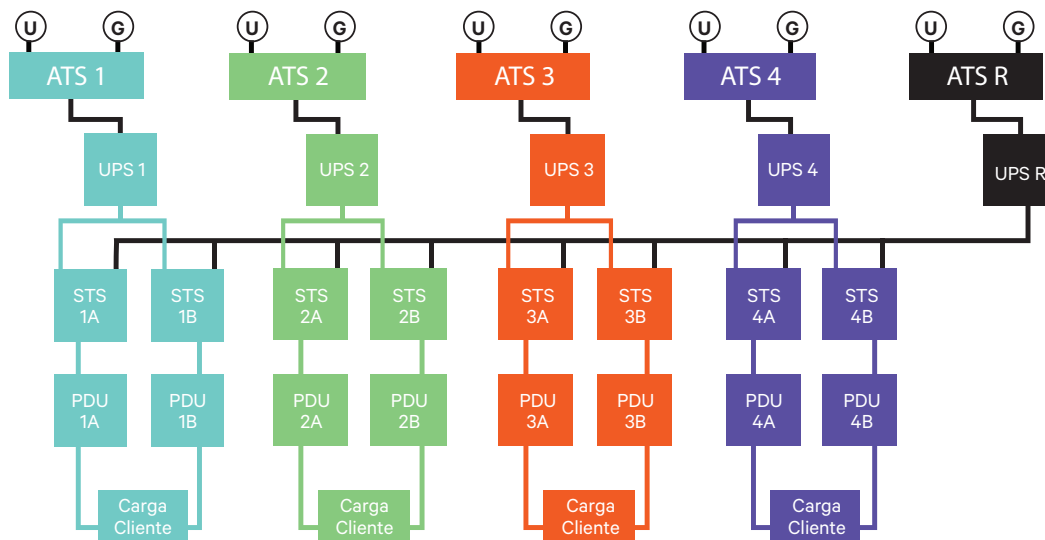 U G U G U G U G U G
ATS 1 ATS 2 ATS 3 ATS 4 ATS R
UPS 1 UPS 2 UPS 3 UPS 4 UPS R
STS STS STS STS STS STS STS STS
1A 1B 2A 2B 3A 3B 4A 4B
PDU PDU PDU PDU PDU PDU PDU PDU
1A 1B 2A 2B 3A 3B 4A 4B
Carga Carga Carga Carga
Cliente Cliente Cliente Cliente